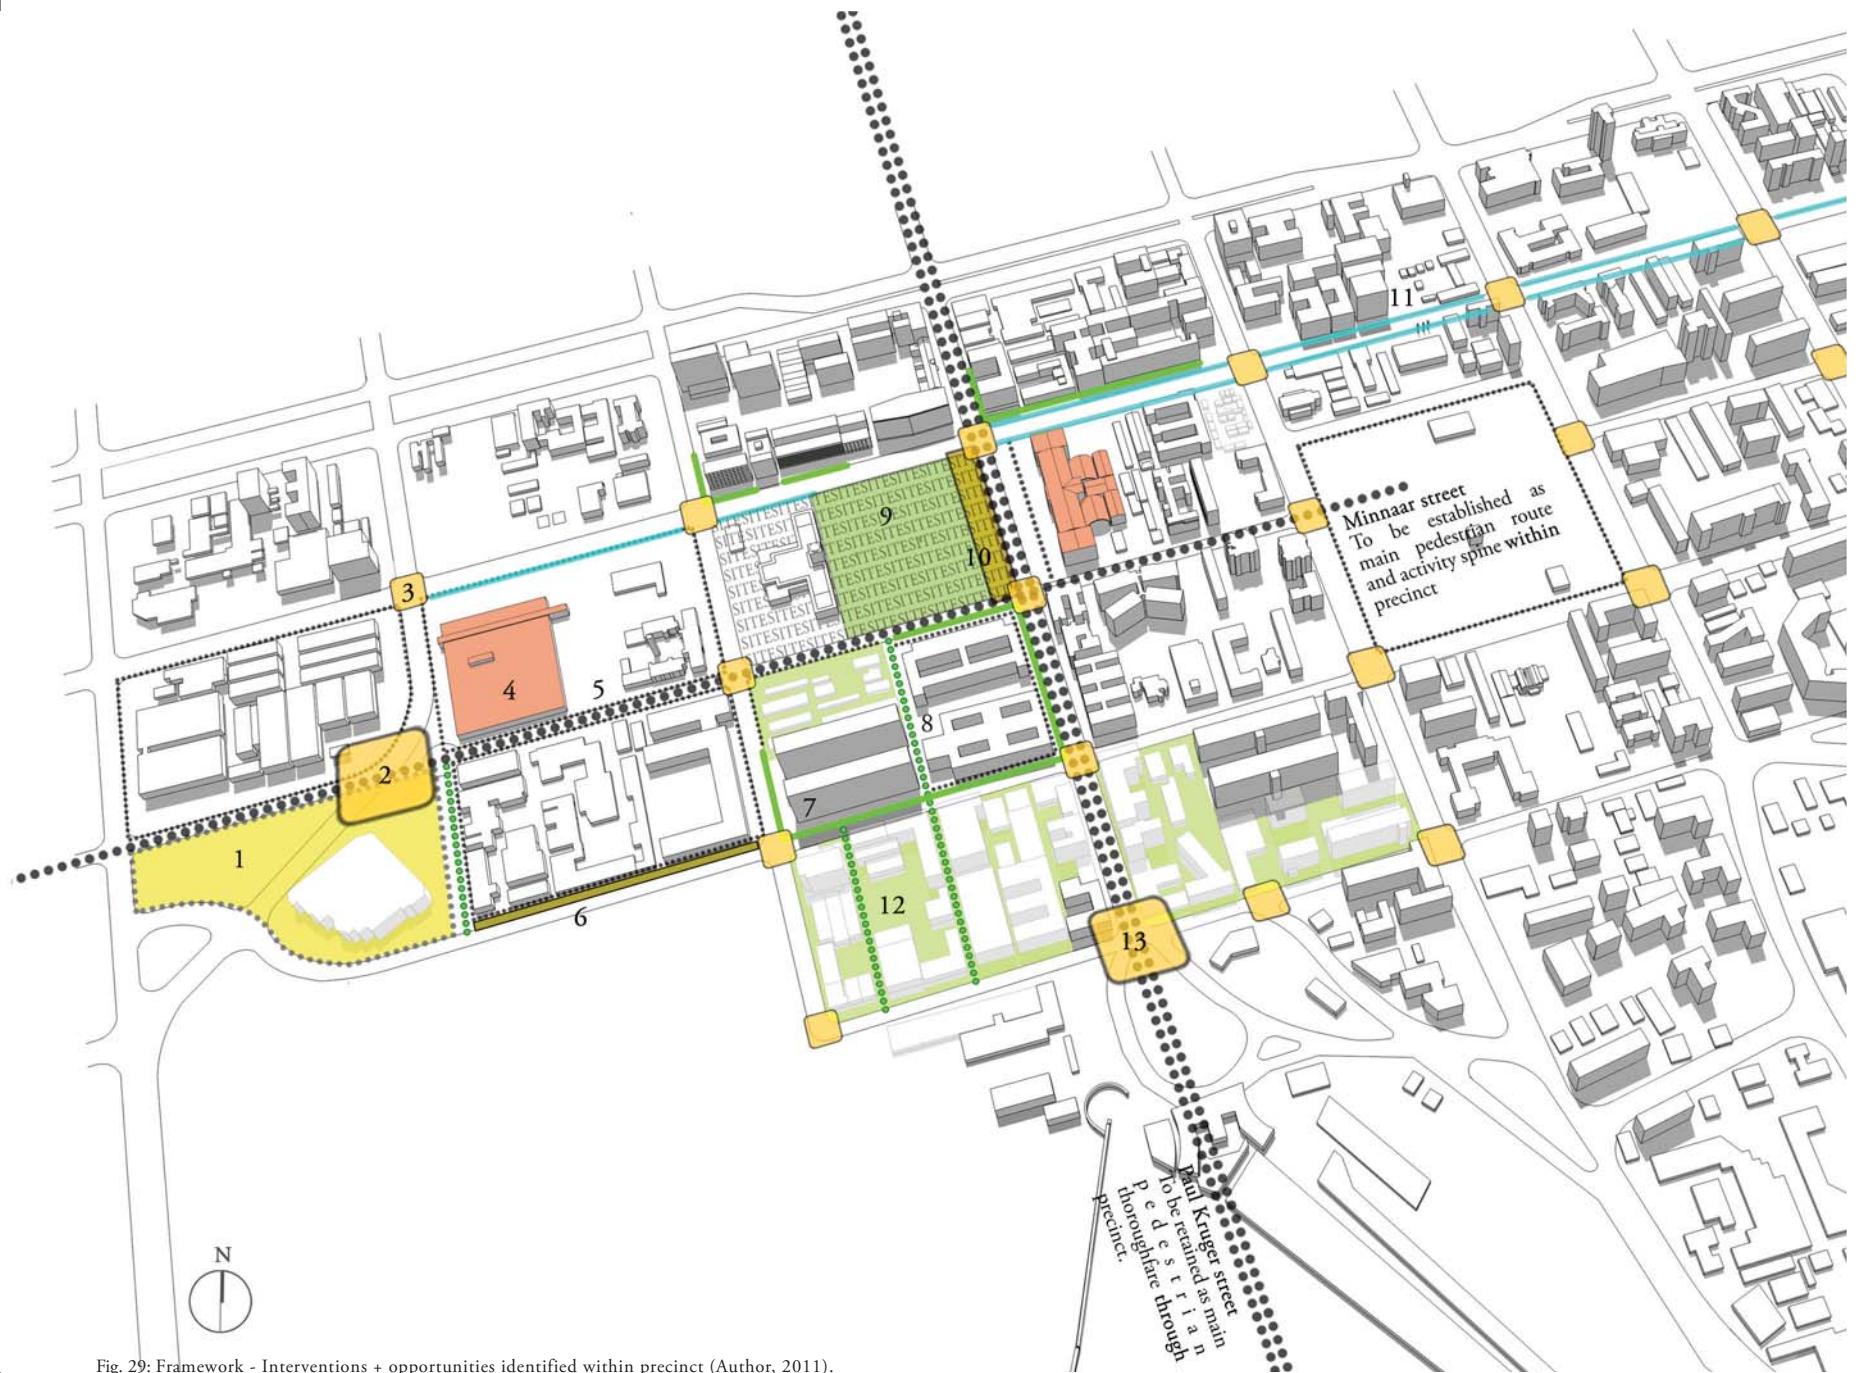 11
9
Minnaar street
To be established as
main pedestrian route
and activity spine within
precinct
10
3
4
5
8
2
7
1
12
6
13
Paul Kruger street
To be retained as main
pedestrian
thoroughfare through
precinct.
N
Fig. 29: Framework - Interventions + opportunities identified within precinct (Author, 2011).
SITESITESITESITE